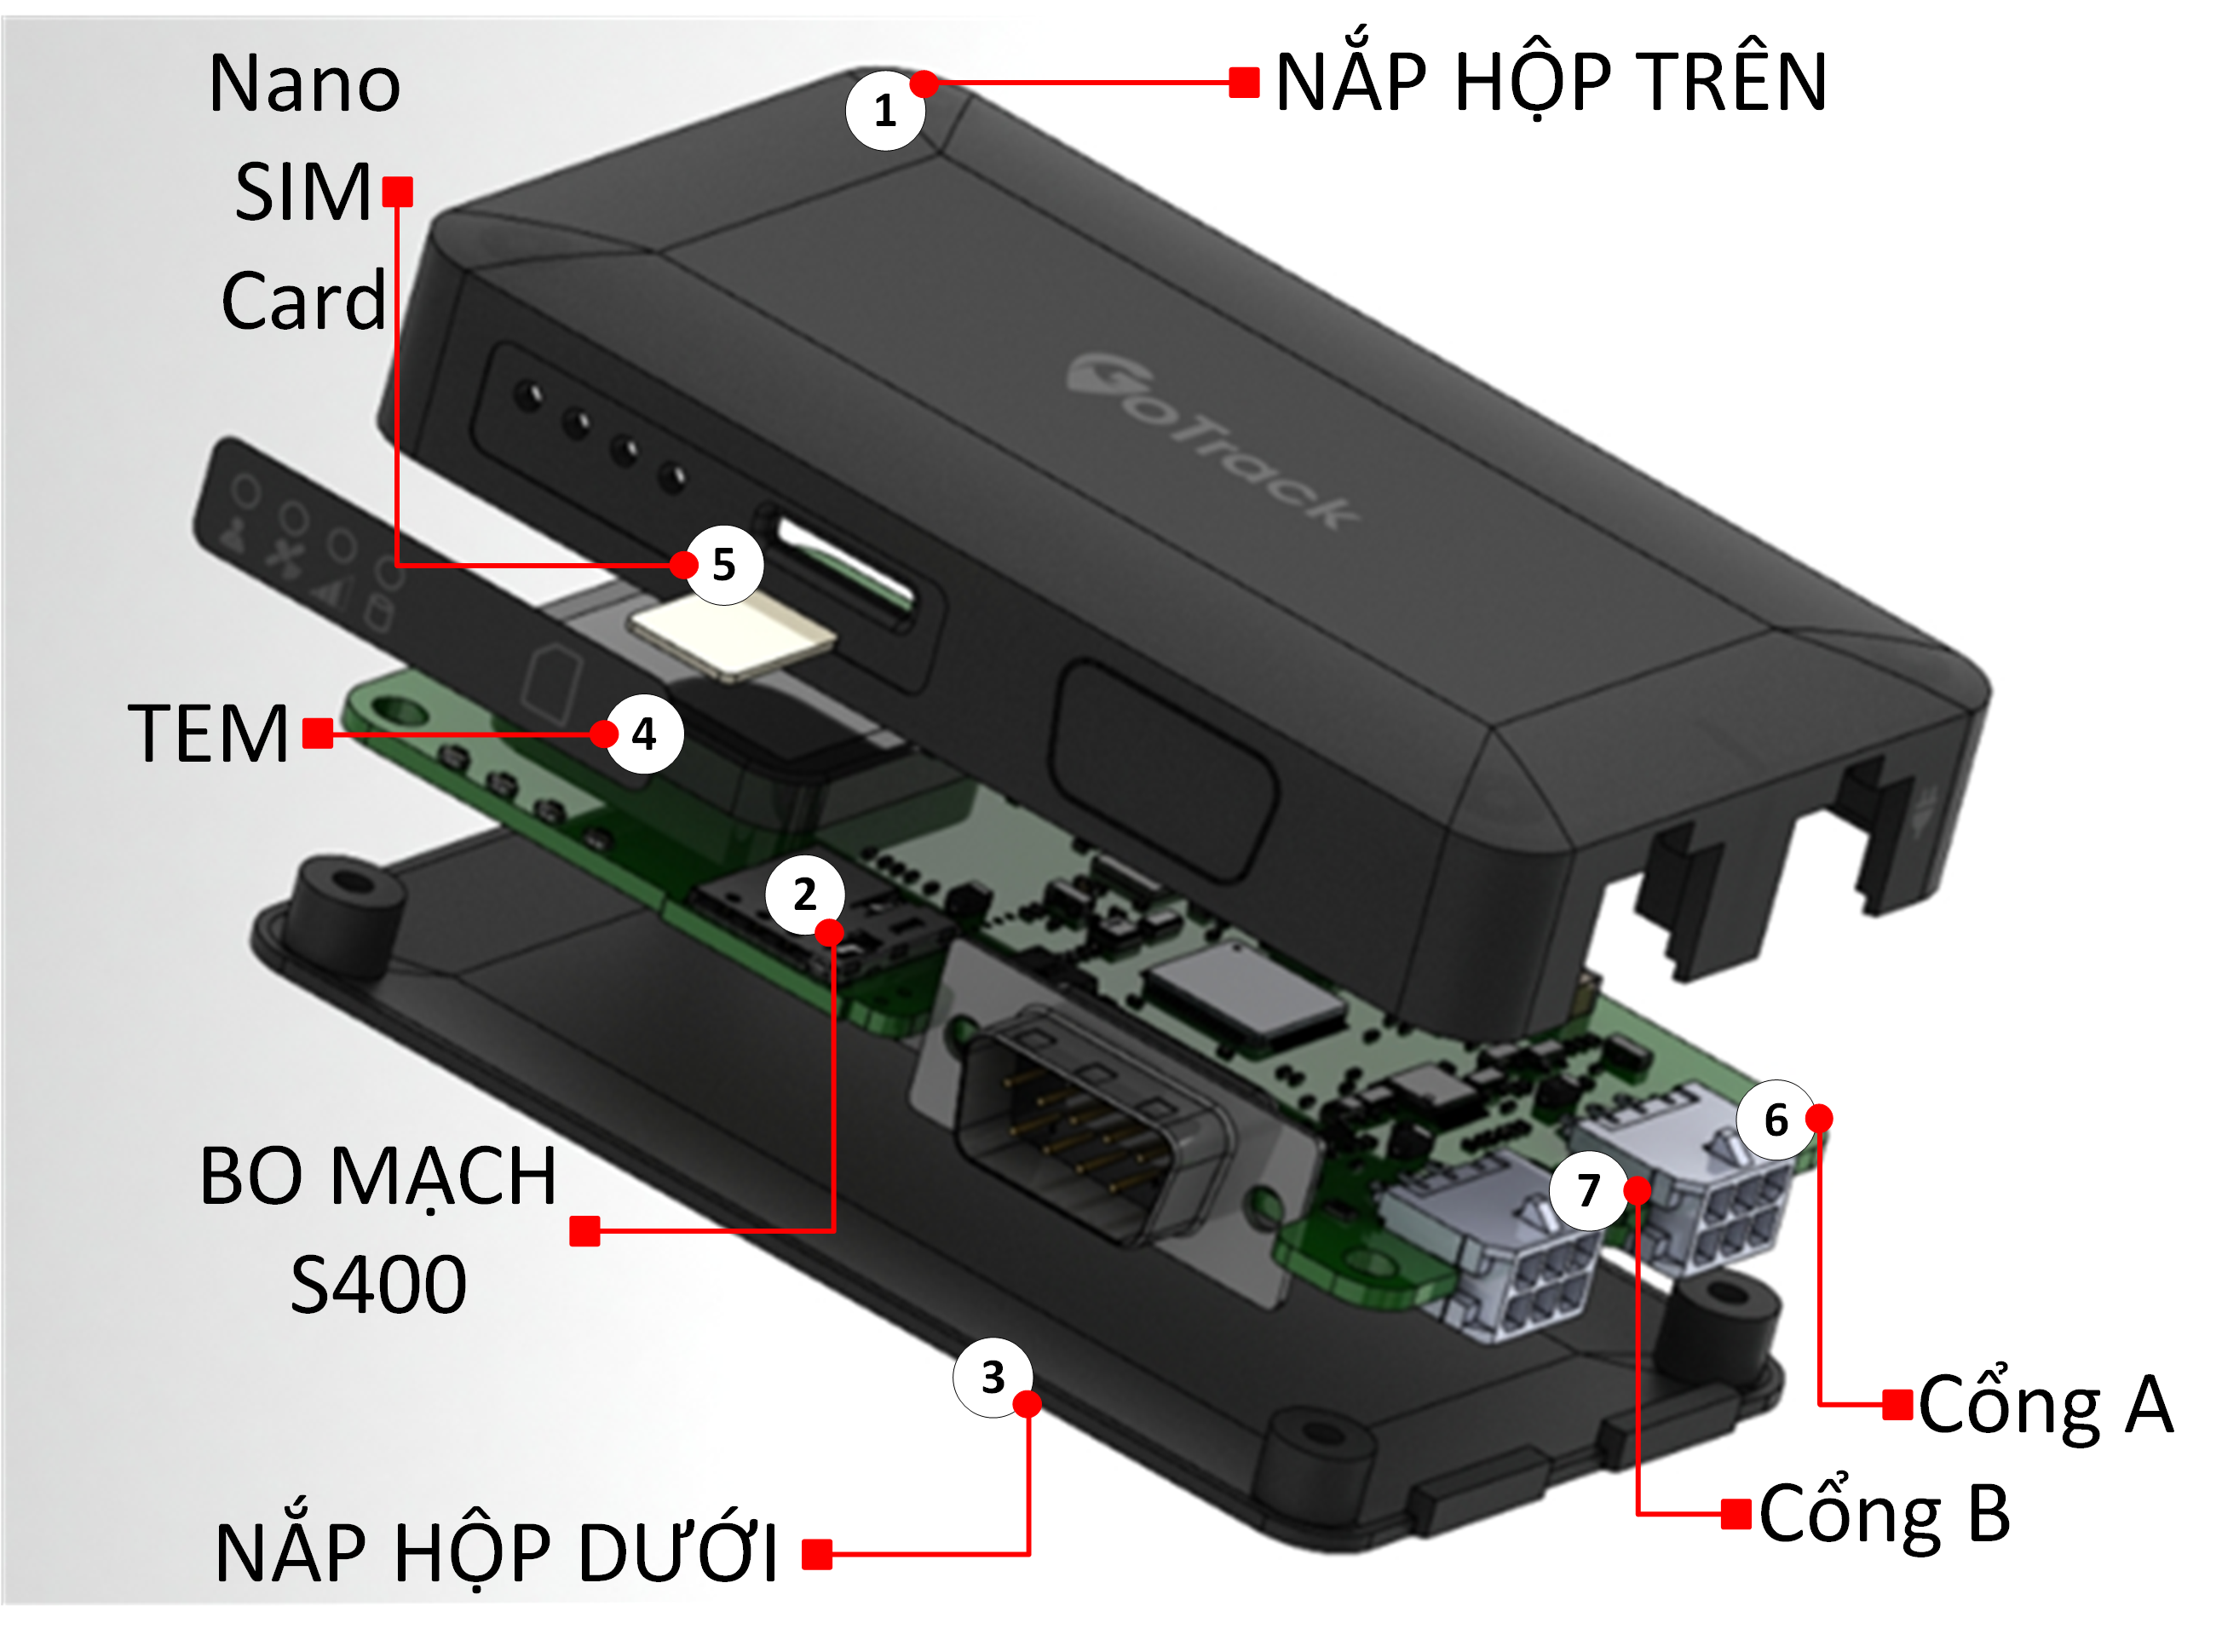 Nano
SIM
Card
1
NẮP HỘP TRÊN
GoTrack
5
TEM
4
2
BO MẠCH
S400
6
7
3
Cổng A
Cổng B
NẮP HỘP DƯỚI